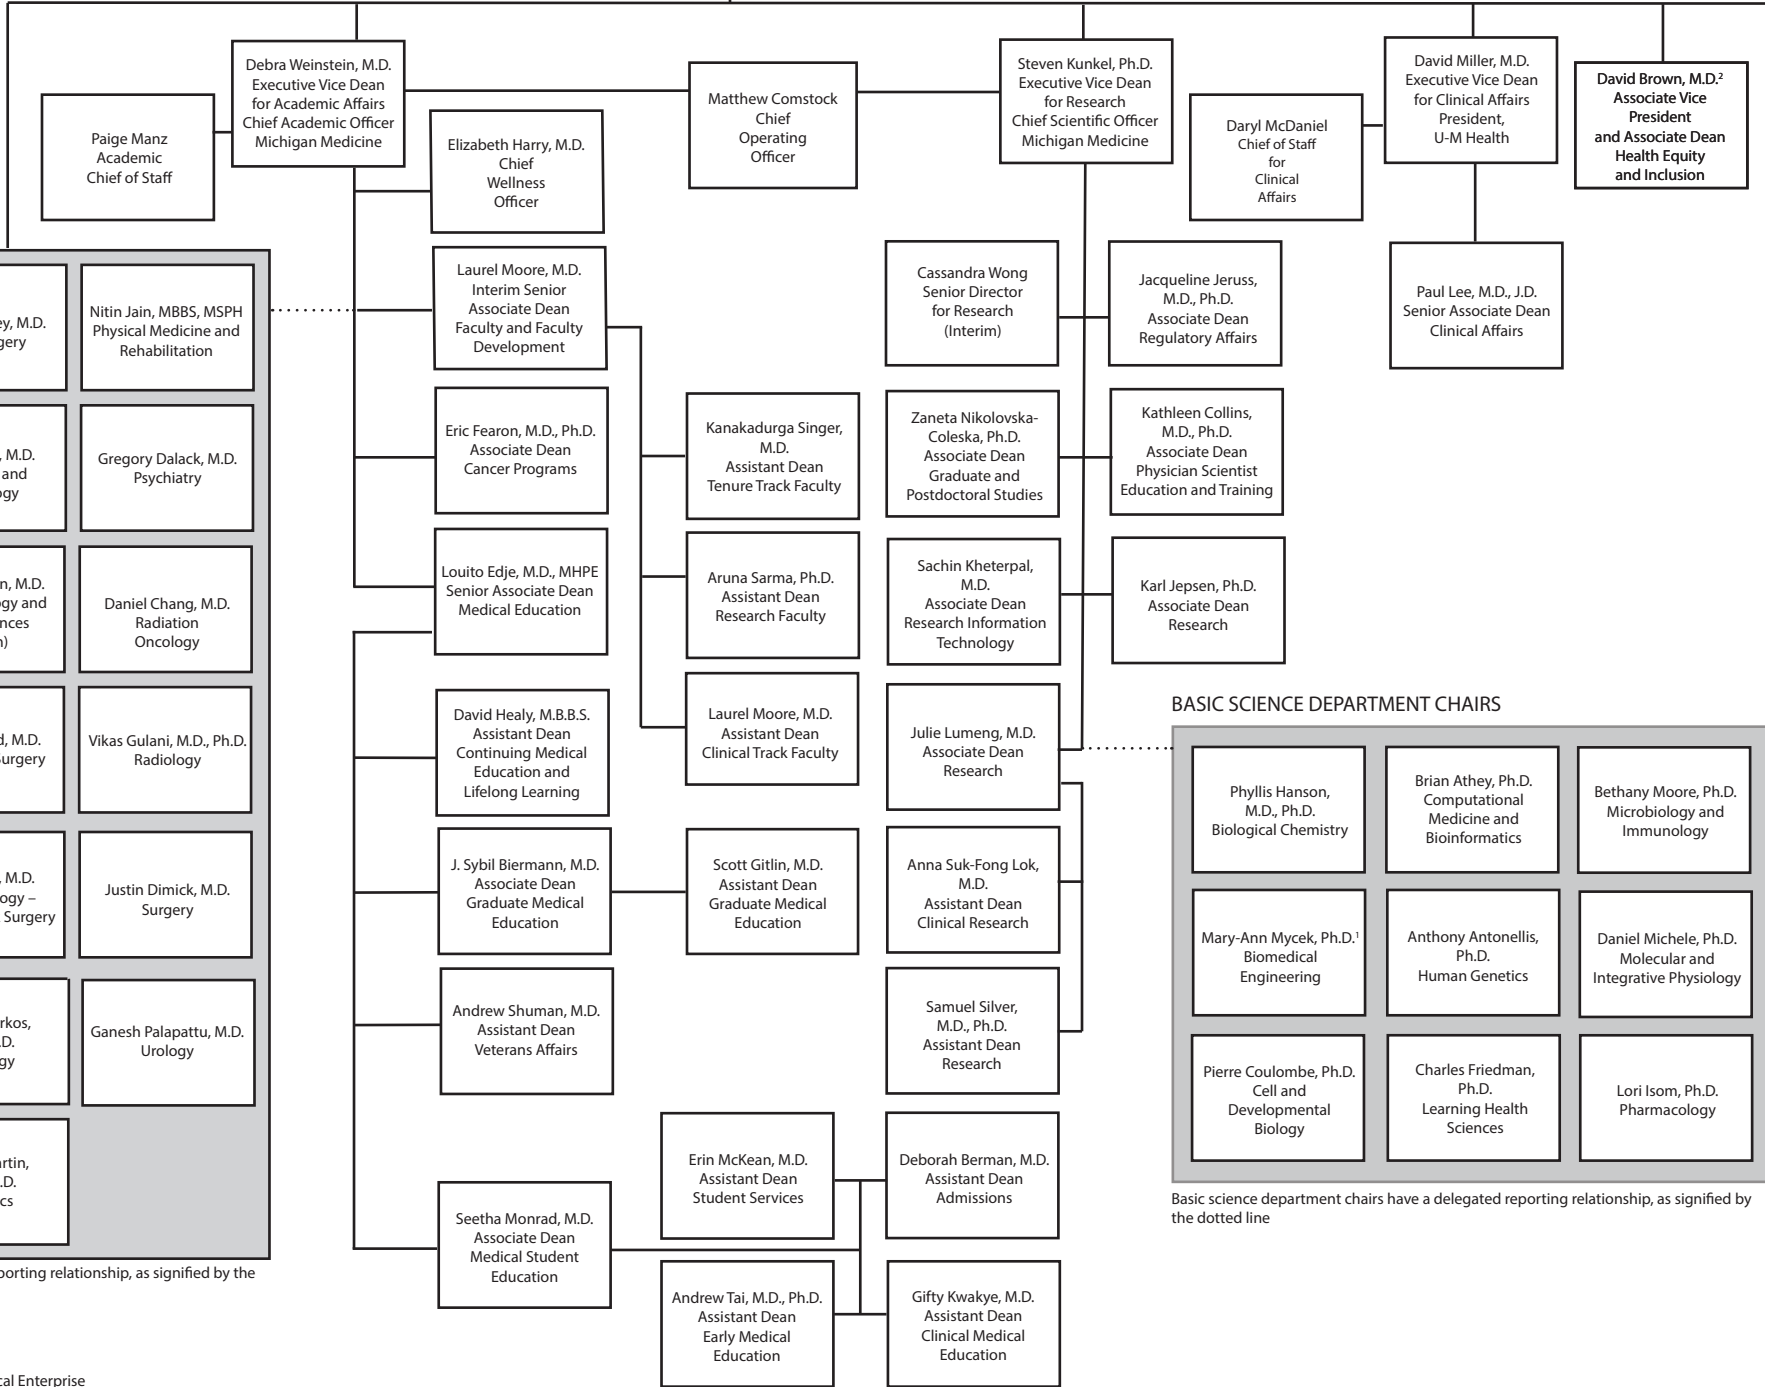 Debra Weinstein, M.D.
Executive Vice Dean
for Academic Affairs
Chief Academic Officer
Michigan Medicine
Paige Manz
Academic
Chief of Staff
Elizabeth Harry, M.D.
Chief
Wellness
Officer
Matthew Comstock
Chief
Operating
Officer
Steven Kunkel, Ph.D.
Executive Vice Dean
for Research
Chief Scientific Officer
Michigan Medicine
Daryl McDaniel
Chief of Staff
for
Clinical
Affairs
David Miller, M.D.
Executive Vice Dean
for Clinical Affairs
President,
U-M Health
David Brown, M.D.²
Associate Vice
President
and Associate Dean
Health Equity
and Inclusion
Paul Lee, M.D., J.D.
Senior Associate Dean
Clinical Affairs
M.D.
Nitin Jain, MBBS, MSPH
Physical Medicine and
Rehabilitation
M.D.
and
Gregory Dalack, M.D.
Psychiatry
M.D.
and
Daniel Chang, M.D.
Radiation
Oncology
M.D.
Surgery
Vikas Gulani, M.D., Ph.D.
Radiology
M.D.
–
Surgery
Justin Dimick, M.D.
Surgery
Ganesh Palapattu, M.D.
Urology
reporting relationship, as signified by the
Laurel Moore, M.D.
Interim Senior
Associate Dean
Faculty and Faculty
Development
Eric Fearon, M.D., Ph.D.
Associate Dean
Cancer Programs
Louito Edje, M.D., MHPE
Senior Associate Dean
Medical Education
Kanakadurga Singer,
M.D.
Assistant Dean
Tenure Track Faculty
Aruna Sarma, Ph.D.
Assistant Dean
Research Faculty
Laurel Moore, M.D.
Assistant Dean
Clinical Track Faculty
David Healy, M.B.B.S.
Assistant Dean
Continuing Medical
Education and
Lifelong Learning
J. Sybil Biermann, M.D.
Associate Dean
Graduate Medical
Education
Scott Gitlin, M.D.
Assistant Dean
Graduate Medical
Education
Andrew Shuman, M.D.
Assistant Dean
Veterans Affairs
Seetha Monrad, M.D.
Associate Dean
Medical Student
Education
Erin McKean, M.D.
Assistant Dean
Student Services
Deborah Berman, M.D.
Assistant Dean
Admissions
Andrew Tai, M.D., Ph.D.
Assistant Dean
Early Medical
Education
Gifty Kwakye, M.D.
Assistant Dean
Clinical Medical
Education
Cassandra Wong
Senior Director
for Research
(Interim)
Jacqueline Jeruss,
M.D., Ph.D.
Associate Dean
Regulatory Affairs
Zaneta Nikolovska-
Coleska, Ph.D.
Associate Dean
Graduate and
Postdoctoral Studies
Kathleen Collins,
M.D., Ph.D.
Associate Dean
Physician Scientist
Education and Training
Sachin Kheterpal,
M.D.
Associate Dean
Research Information
Technology
Karl Jepsen, Ph.D.
Associate Dean
Research
Julie Lumeng, M.D.
Associate Dean
Research
Anna Suk-Fong Lok,
M.D.
Assistant Dean
Clinical Research
Samuel Silver,
M.D., Ph.D.
Assistant Dean
Research
BASIC SCIENCE DEPARTMENT CHAIRS
Phyllis Hanson,
M.D., Ph.D.
Biological Chemistry
Brian Athey, Ph.D.
Computational
Medicine and
Bioinformatics
Bethany Moore, Ph.D.
Microbiology and
Immunology
Mary-Ann Mycek, Ph.D.¹
Biomedical
Engineering
Anthony Antonellis,
Ph.D.
Human Genetics
Daniel Michele, Ph.D.
Molecular and
Integrative Physiology
Pierre Coulombe, Ph.D.
Cell and
Developmental
Biology
Charles Friedman,
Ph.D.
Learning Health
Sciences
Lori Isom, Ph.D.
Pharmacology
Basic science department chairs have a delegated reporting relationship, as signified by
the dotted line
Enterprise